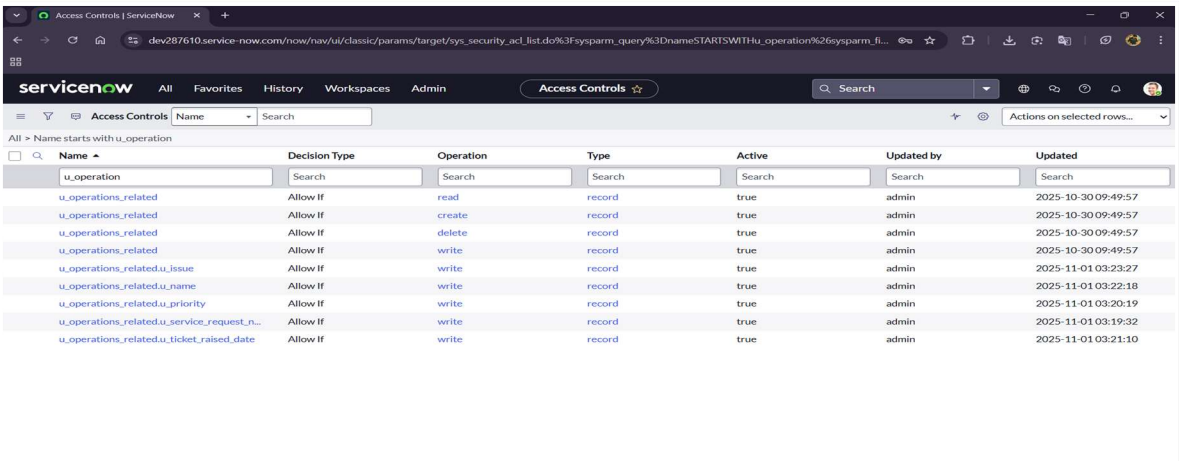 Access Controls | ServiceNow
dev287610.service-now.com/now/nav/ui/classic/params/target/sys_security_acl_list.do%3Fsysparm_query%3DnameSTARTSWITHu_operation%26sysparm_fi...
servicenow All Favorites History Workspaces Admin Access Controls Search
Access Controls Name Search Actions on selected rows...
All > Name starts with u_operation
Name Decision Type Operation Type Active Updated by Updated
u_operation Search Search Search Search Search Search
u_operations_related Allow If read record true admin 2025-10-30 09:49:57
u_operations_related Allow If create record true admin 2025-10-30 09:49:57
u_operations_related Allow If delete record true admin 2025-10-30 09:49:57
u_operations_related Allow If write record true admin 2025-10-30 09:49:57
u_operations_related.u_issue Allow If write record true admin 2025-11-01 03:23:27
u_operations_related.u_name Allow If write record true admin 2025-11-01 03:22:18
u_operations_related.u_priority Allow If write record true admin 2025-11-01 03:20:19
u_operations_related.u_service_request_n... Allow If write record true admin 2025-11-01 03:19:32
u_operations_related.u_ticket_raised_date Allow If write record true admin 2025-11-01 03:21:10